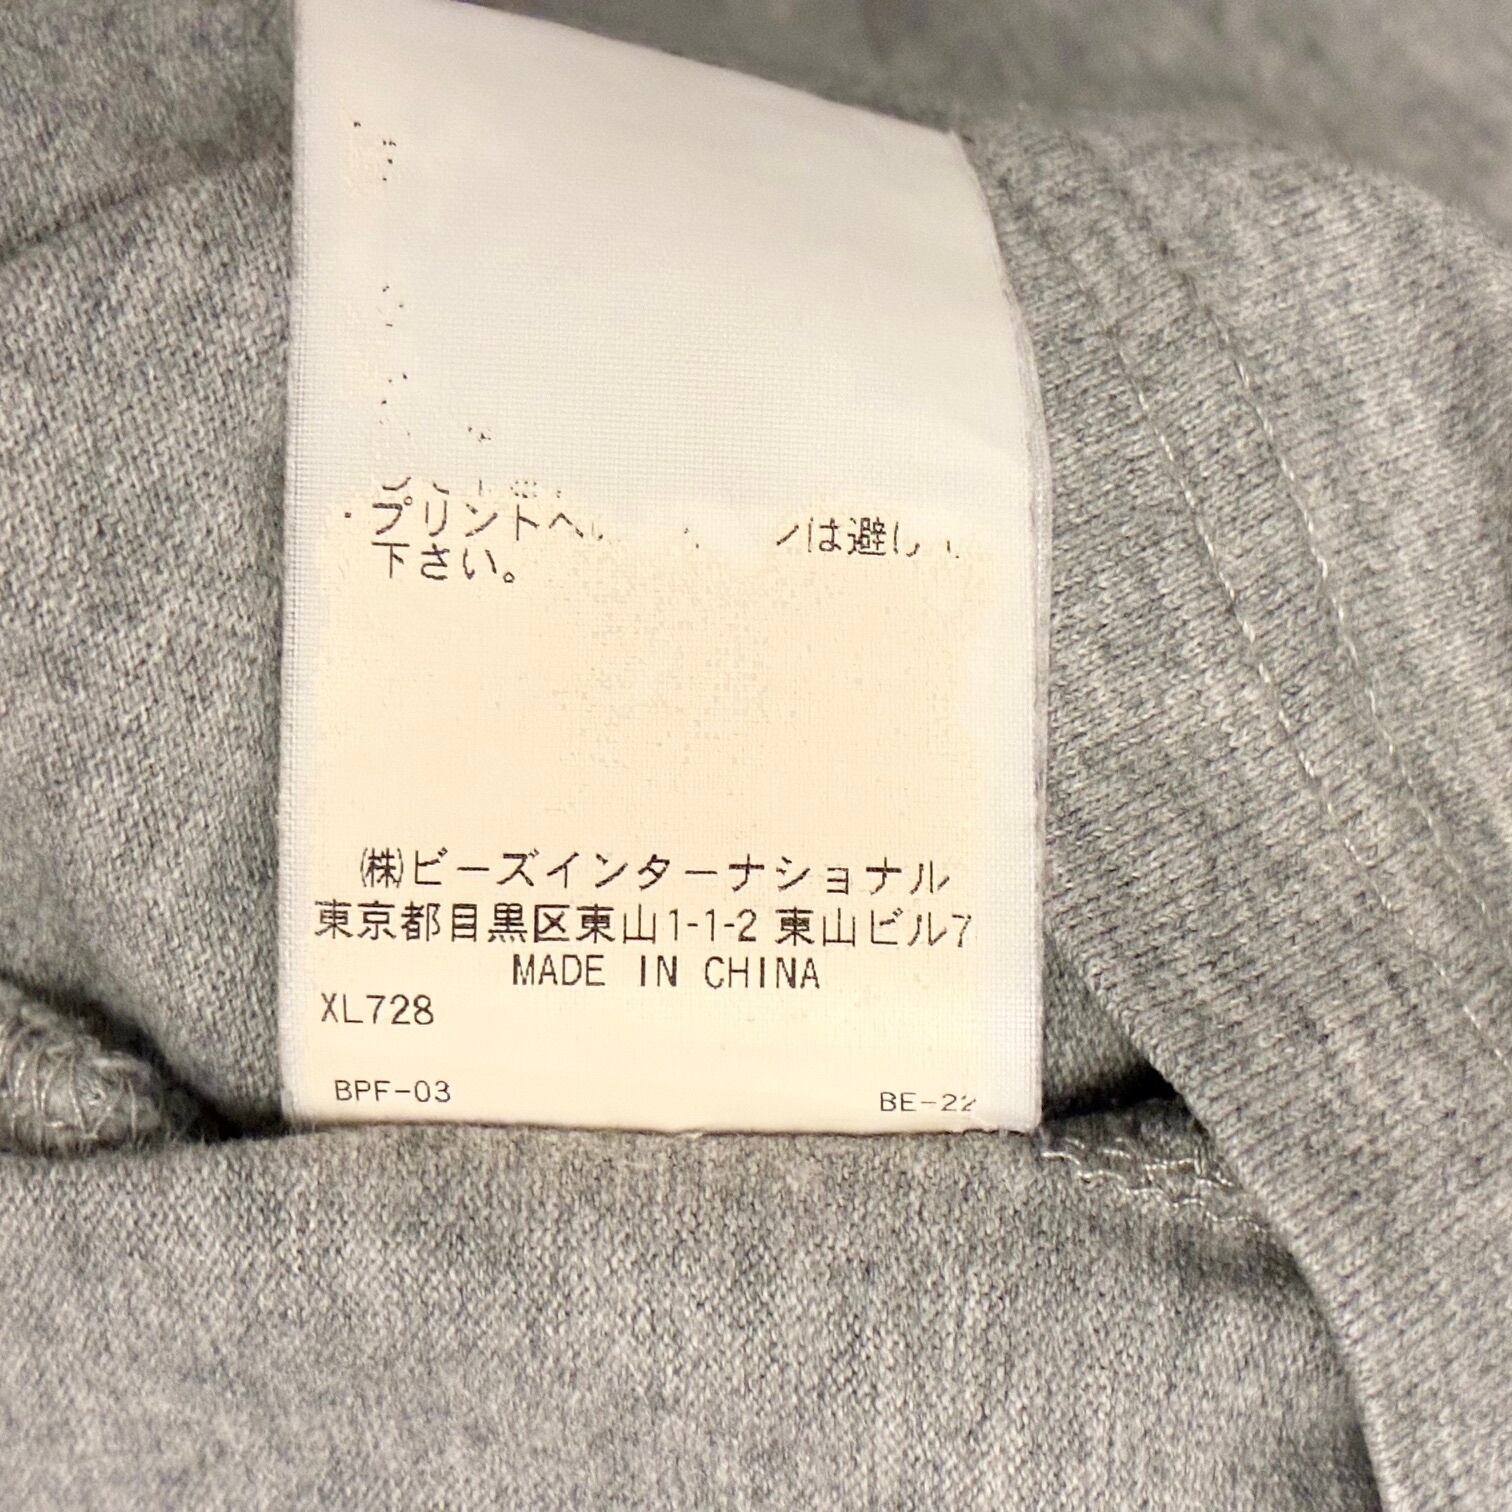 ・プリントへ は避
下さい。
㈱ビーズインターナショナル
東京都目黒区東山1-1-2 東山ビル7
MADE IN CHINA
XL728
BPF-03 BE-22